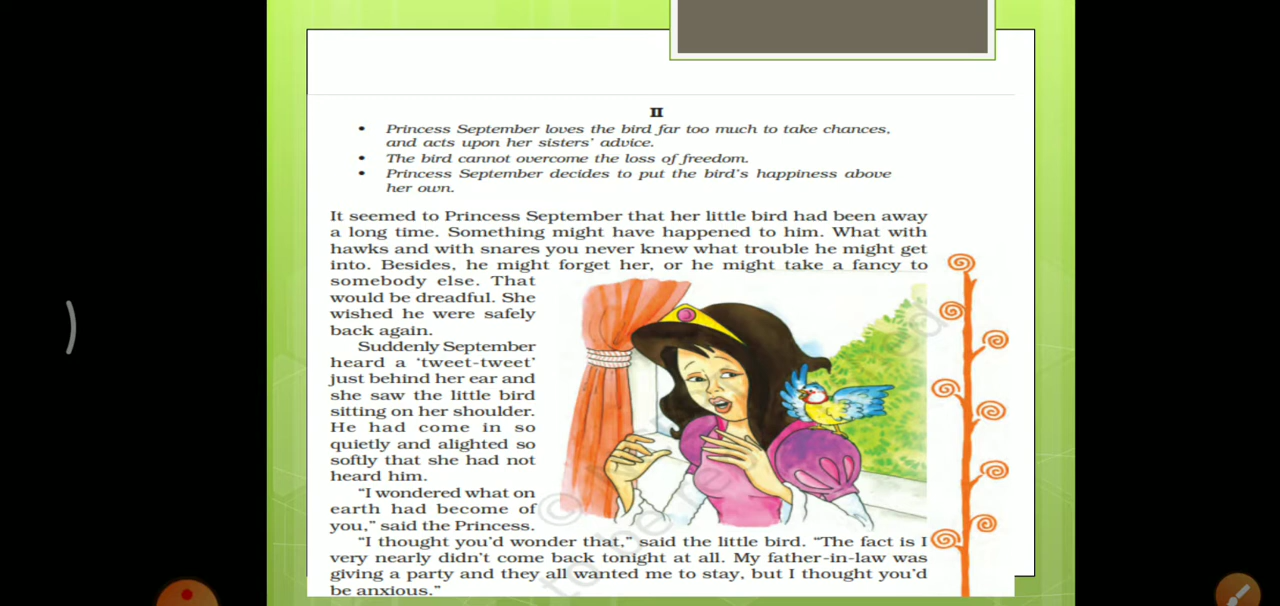 II
• Princess September loves the bird far too much to take chances,
and acts upon her sisters' advice.
• The bird cannot overcome the loss of freedom.
• Princess September decides to put the bird's happiness above
her own.
It seemed to Princess September that her little bird had been away
a long time. Something might have happened to him. What with
hawks and with snares you never knew what trouble he might get
into. Besides, he might forget her, or he might take a fancy to
somebody else. That
would be dreadful. She
wished he were safely
back again.
Suddenly September
heard a ‘tweet-tweet’
just behind her ear and
she saw the little bird
sitting on her shoulder.
He had come in so
quietly and alighted so
softly that she had not
heard him.
“I wondered what on
earth had become of
you,” said the Princess.
“I thought you’d wonder that,” said the little bird. “The fact is I
very nearly didn’t come back tonight at all. My father-in-law was
giving a party and they all wanted me to stay, but I thought you’d
be anxious.”
© 
to be re